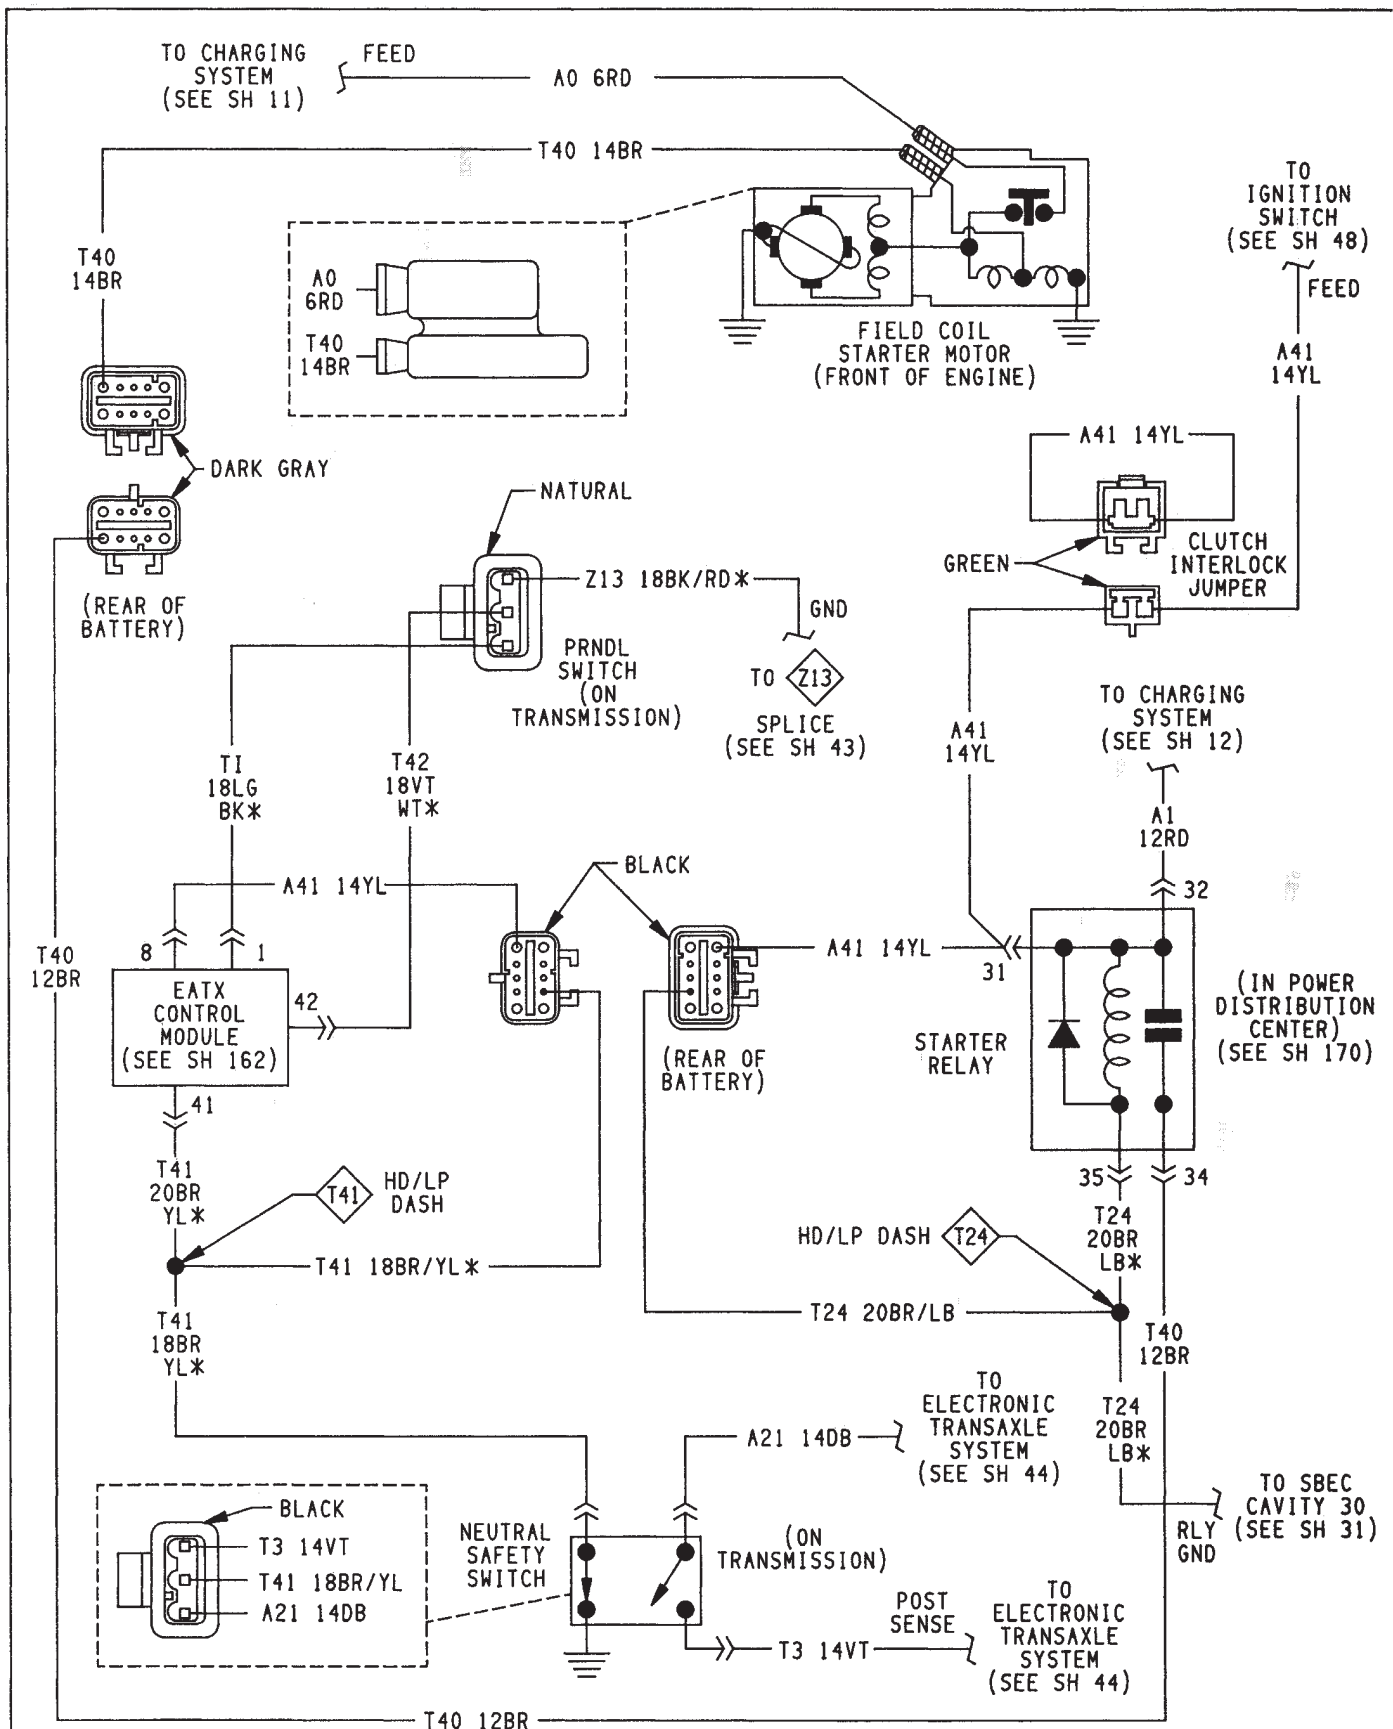 TO CHARGING
SYSTEM
(SEE SH 11)
FEED
A0 6RD
T40 14BR
TO
IGNITION
SWITCH
(SEE SH 48)
FEED
T40
14BR
A0
6RD
T40
14BR
FIELD COIL
STARTER MOTOR
(FRONT OF ENGINE)
A41
14YL
A41 14YL
DARK GRAY
NATURAL
GREEN
CLUTCH
INTERLOCK
JUMPER
(REAR OF
BATTERY)
Z13 18BK/RD*
GND
PRNDL
SWITCH
(ON
TRANSMISSION)
TO
Z13
SPLICE
(SEE SH 43)
A41
14YL
TO CHARGING
SYSTEM
(SEE SH 12)
TI
18LG
BK*
T42
18VT
WT*
A1
12RD
A41 14YL
BLACK
32
T40
12BR
8
1
A41 14YL
31
EATX
CONTROL
MODULE
(SEE SH 162)
42
(REAR OF
BATTERY)
STARTER
RELAY
(IN POWER
DISTRIBUTION
CENTER)
(SEE SH 170)
41
T41
20BR
YL*
T41
HD/LP
DASH
35
34
T24
20BR
LB*
HD/LP DASH
T24
T41 18BR/YL*
T24 20BR/LB
T41
18BR
YL*
T40
12BR
TO
ELECTRONIC
TRANSAXLE
SYSTEM
(SEE SH 44)
A21 14DB
T24
20BR
LB*
TO SBEC
CAVITY 30
(SEE SH 31)
RLY
GND
BLACK
T3 14VT
T41 18BR/YL
A21 14DB
NEUTRAL
SAFETY
SWITCH
(ON
TRANSMISSION)
POST
SENSE
T3 14VT
TO
ELECTRONIC
TRANSAXLE
SYSTEM
(SEE SH 44)
T40 12BR